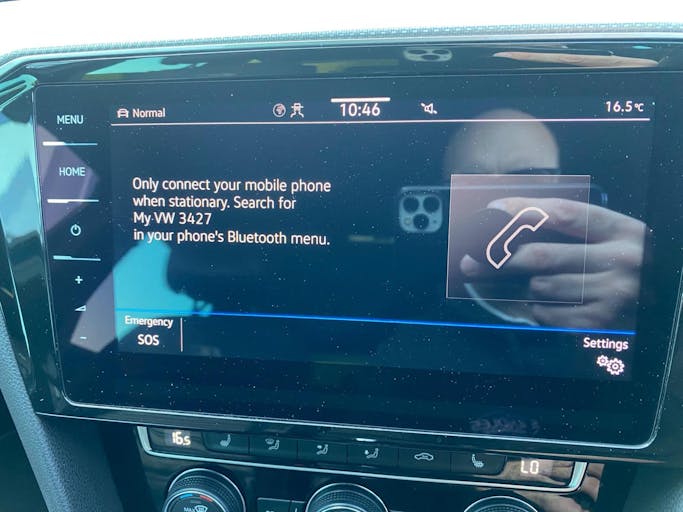 MENU
Normal
10:46
16.5°C
HOME
Only connect your mobile phone
when stationary. Search for
My VW 3427
in your phone's Bluetooth menu.
+
−
Emergency
SOS
Settings
16.5
LO
MAX